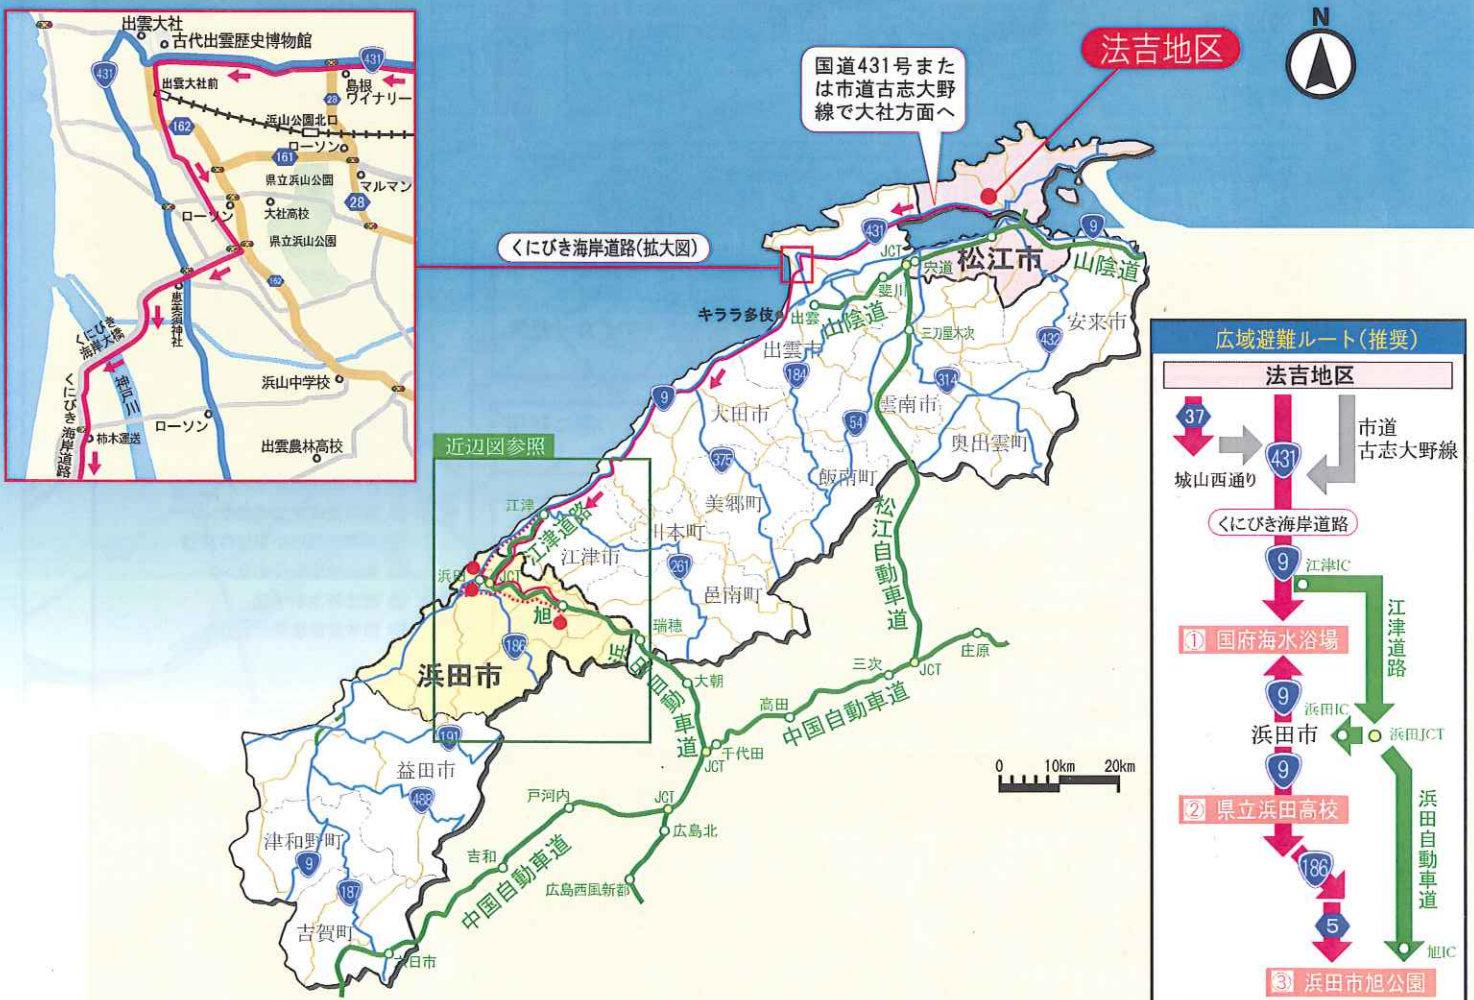 出雲大社
古代出雲歴史博物館
431
431
出雲大社前
島根
ワイナリー
28
浜山公園北口
162
ローソン
161
県立浜山公園
マルマン
28
ローソン
大社高校
県立浜山公園
162
恵美須神社
くにびき
海岸大橋
神戸川
浜山中学校
くにびき海岸道路
ローソン
柿木運送
出雲農林高校
N
法吉地区
国道431号また
は市道古志大野
線で大社方面へ
くにびき海岸道路(拡大図)
431
9
JCT
宍道
松江市
山陰道
斐川
キララ多伎
出雲
山陰道
三刀屋木次
安来市
出雲市
432
184
314
9
大田市
54
雲南市
奥出雲町
近辺図参照
375
飯南町
江津
美郷町
江津道路
川本町
松江自動車道
江津市
浜田
JCT
261
邑南町
旭
瑞穂
186
浜田市
浜田自動車道
大朝
三次
JCT
庄原
高田
中国自動車道
191
千代田
JCT
益田市
0 10km 20km
488
戸河内
JCT
広島北
津和野町
9
吉和
中国自動車道
187
広島西風新都
吉賀町
六日市
広域避難ルート(推奨)
法吉地区
37
431
市道
古志大野線
城山西通り
くにびき海岸道路
9
江津IC
江津道路
① 国府海水浴場
9
浜田IC
浜田市
浜田JCT
9
② 県立浜田高校
浜田自動車道
186
5
旭IC
③ 浜田市旭公園